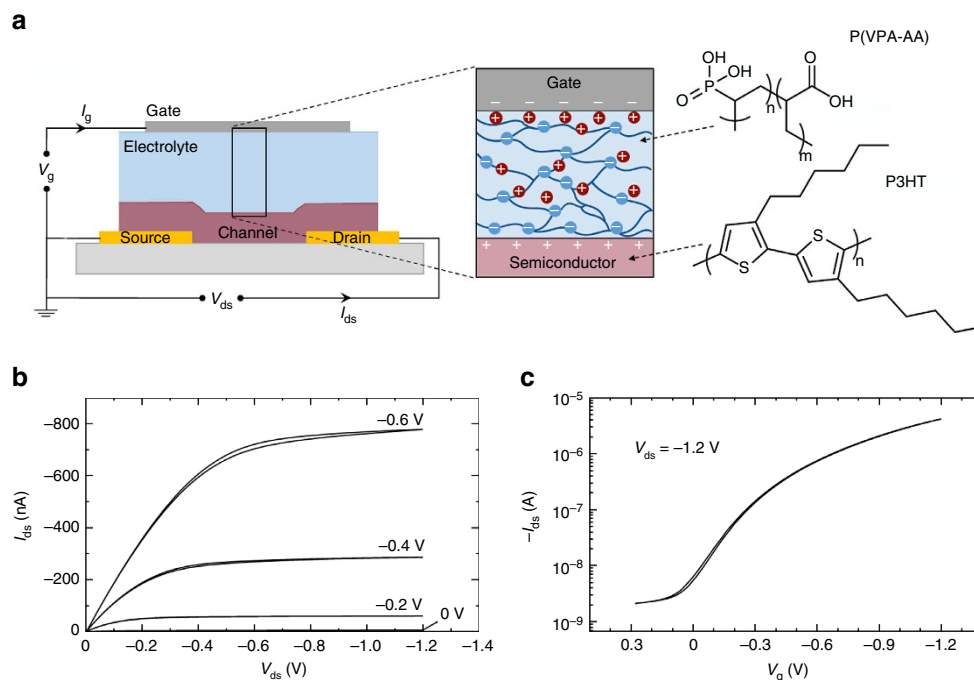 a
P(VPA-AA)
Gate
I_g
V_g
Electrolyte
Source
Channel
Drain
V_ds
I_ds
Gate
− − − − − −
+ + + + +
− −
−
− +
− + − +
− −
+ − +
+ −
−
− − − −
+ + + + + +
Semiconductor
OH
OH
P
O
n
O
OH
m
P3HT
S
S
n
b
I_ds (nA)
−800
−600
−400
−200
0
−0.6 V
−0.4 V
−0.2 V
0 V
0 −0.2 −0.4 −0.6 −0.8 −1.0 −1.2 −1.4
V_ds (V)
c
−I_ds (A)
10⁻⁵
10⁻⁶
10⁻⁷
10⁻⁸
10⁻⁹
V_ds = −1.2 V
0.3 0 −0.3 −0.6 −0.9 −1.2
V_g (V)